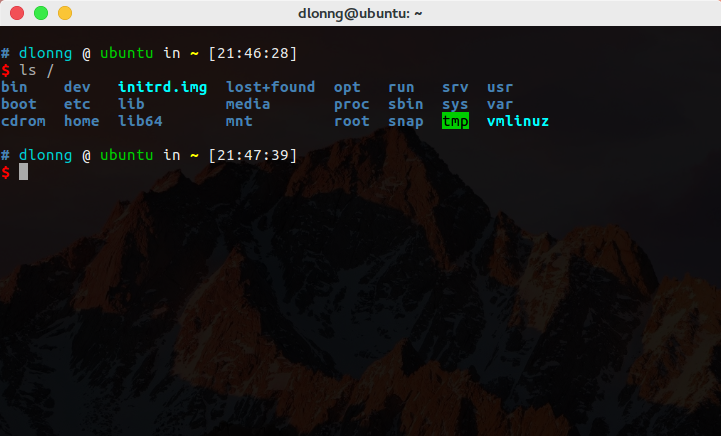 dlonng@ubuntu: ~
# dlonng @ ubuntu in ~ [21:46:28]
$ ls /
bin dev initrd.img lost+found opt run srv usr
boot etc lib media proc sbin sys var
cdrom home lib64 mnt root snap tmp vmlinuz
# dlonng @ ubuntu in ~ [21:47:39]
$